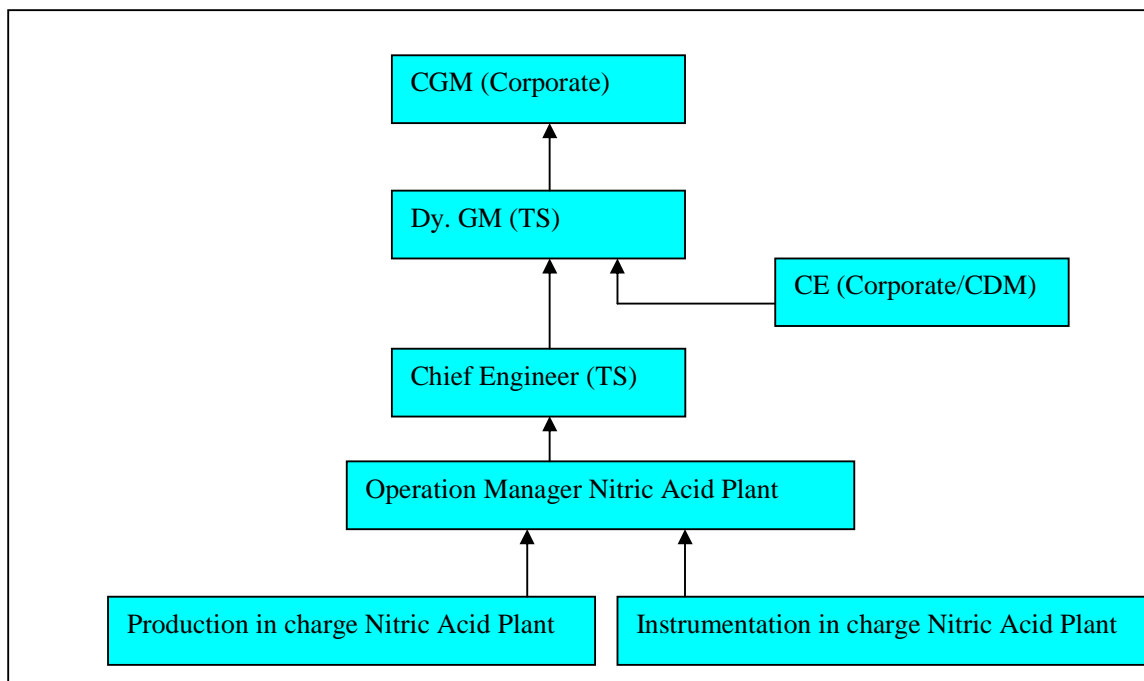 CGM (Corporate)
Dy. GM (TS)
CE (Corporate/CDM)
Chief Engineer (TS)
Operation Manager Nitric Acid Plant
Production in charge Nitric Acid Plant
Instrumentation in charge Nitric Acid Plant